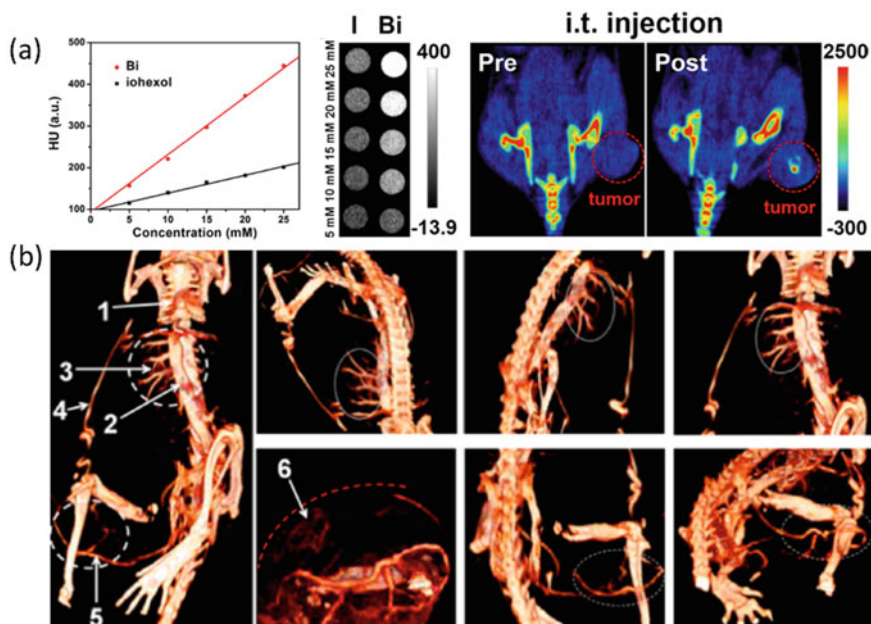 (a)
500
400
300
200
100
HU (a.u.)
Bi
iohexol
0 5 10 15 20 25
Concentration (mM)
I Bi
25 mM
20 mM
15 mM
10 mM
5 mM
400
-13.9
i.t. injection
Pre
tumor
Post
tumor
2500
-300
(b)
1
3
4
2
5
6